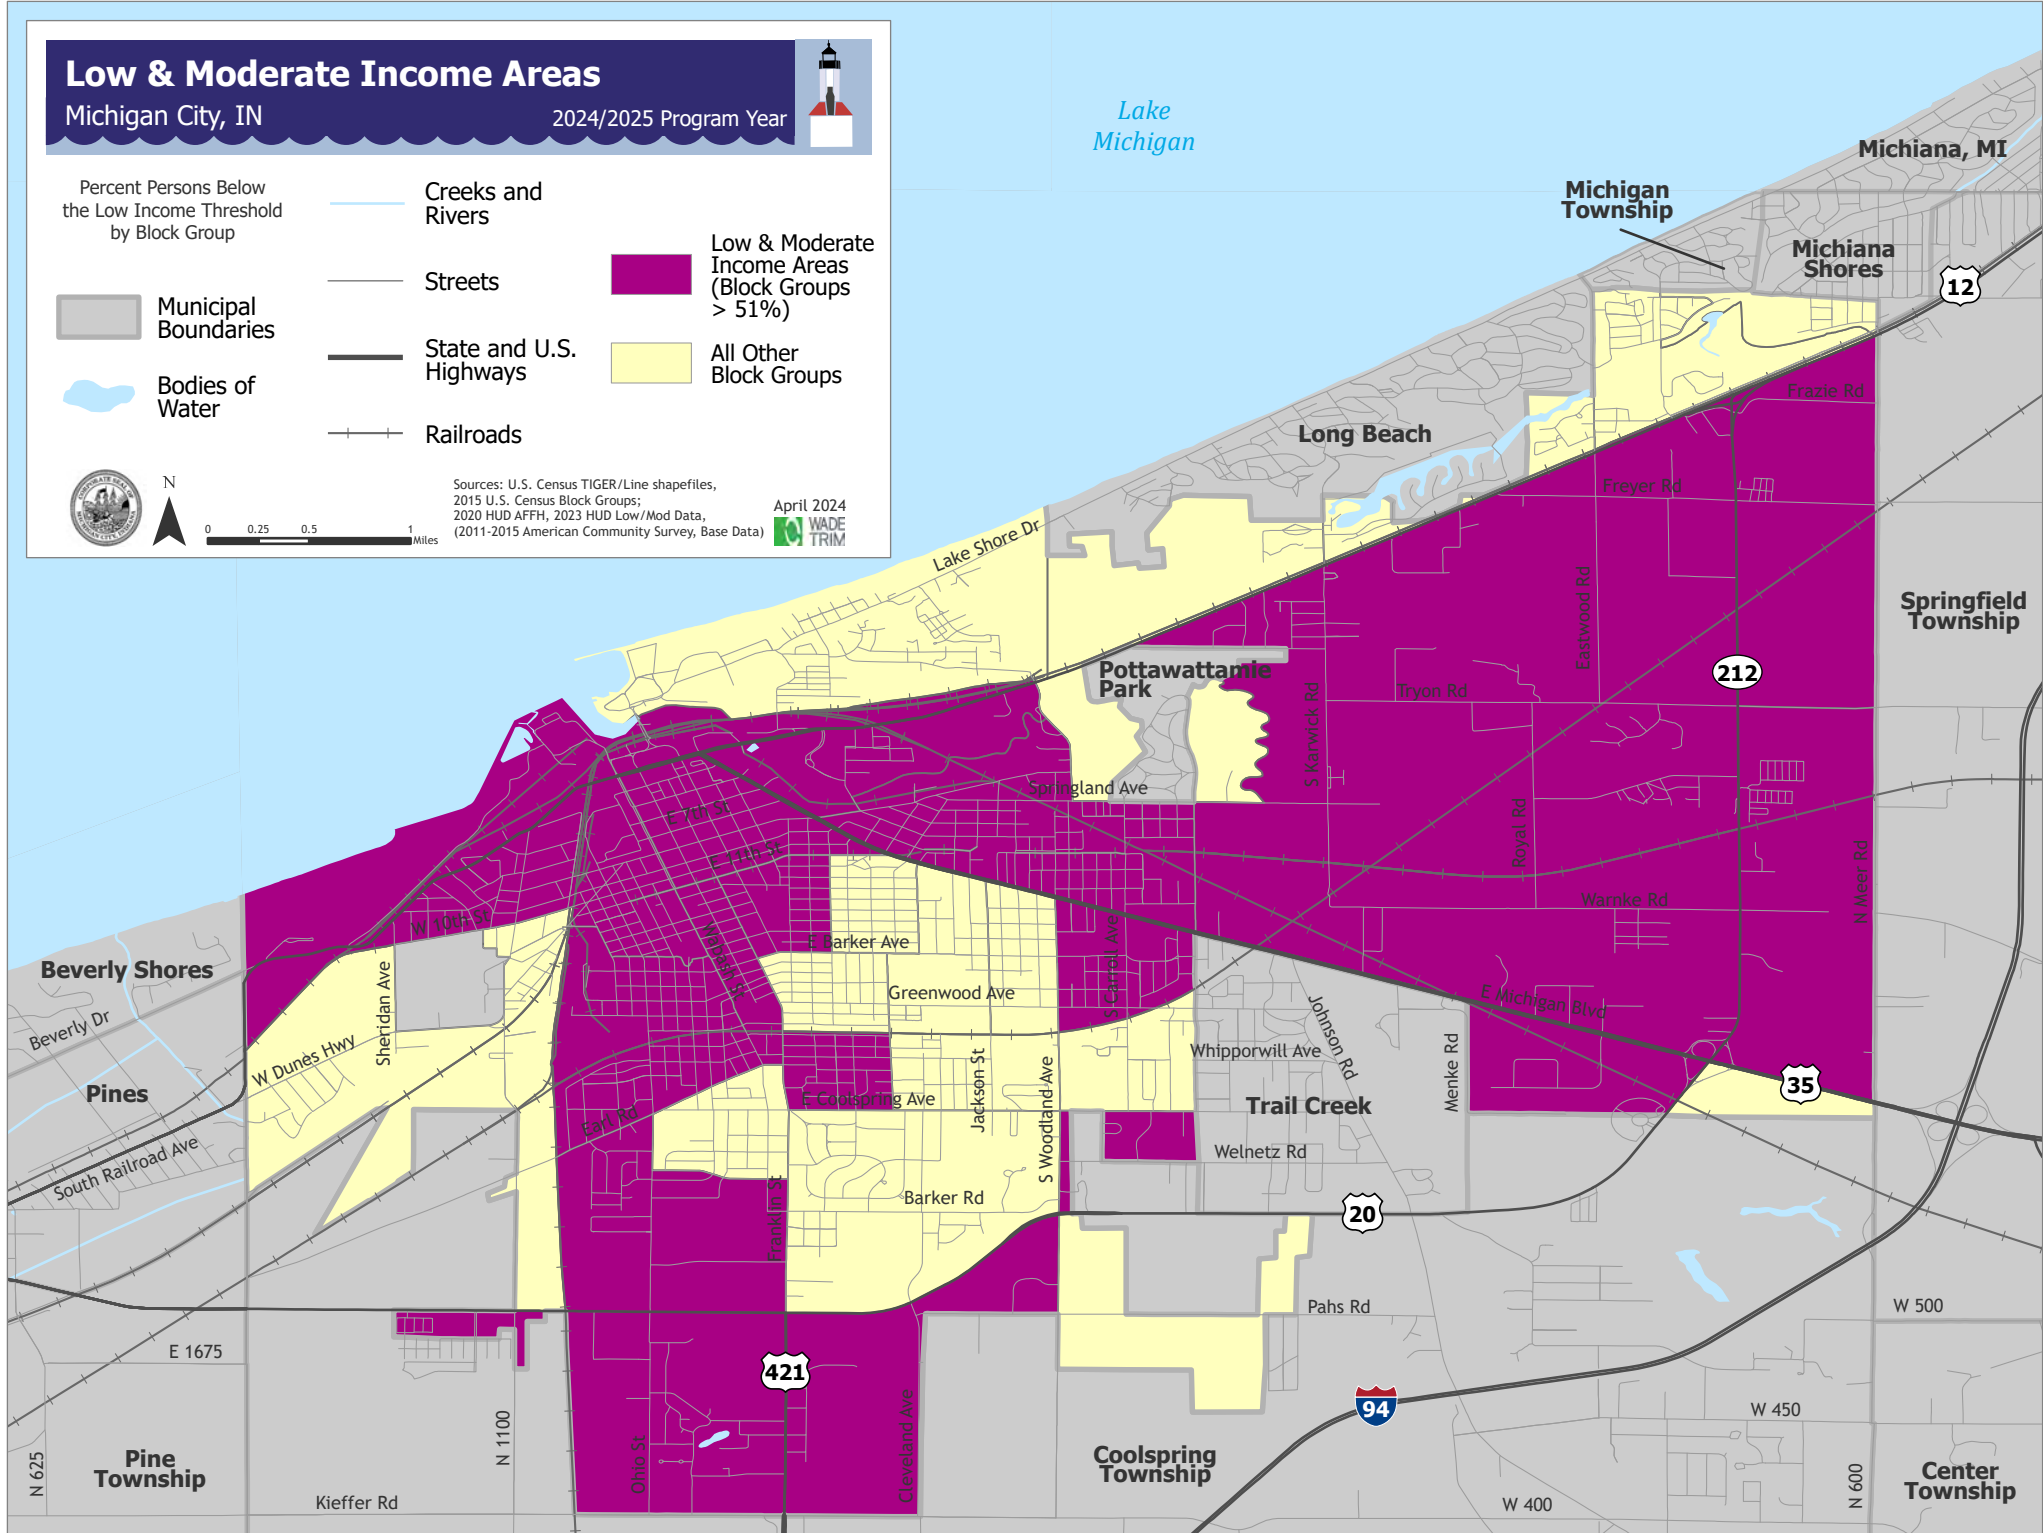 Low & Moderate Income Areas
Michigan City, IN
2024/2025 Program Year
Percent Persons Below
the Low Income Threshold
by Block Group
Municipal
Boundaries
Bodies of
Water
Creeks and
Rivers
Streets
State and U.S.
Highways
Railroads
Low & Moderate
Income Areas
(Block Groups
> 51%)
All Other
Block Groups
N
0
0.25
0.5
1
Miles
Sources: U.S. Census TIGER/Line shapefiles,
2015 U.S. Census Block Groups;
2020 HUD AFFH, 2023 HUD Low/Mod Data,
(2011-2015 American Community Survey, Base Data)
April 2024
WADE
TRIM
Lake
Michigan
Michiana, MI
Michigan
Township
Michiana
Shores
12
Frazie Rd
Long Beach
Freyer Rd
Lake Shore Dr
Eastwood Rd
Springfield
Township
Pottawattamie
Park
212
Tryon Rd
S Karwick Rd
Springland Ave
E 7th St
E 11th St
Royal Rd
N Meer Rd
Warnke Rd
W 10th St
Wabash St
E Barker Ave
S Carroll Ave
Beverly Shores
Sheridan Ave
Greenwood Ave
E Michigan Blvd
Beverly Dr
W Dunes Hwy
Johnson Rd
Whipporwill Ave
Menke Rd
Jackson St
S Woodland Ave
35
Pines
E Coolspring Ave
Trail Creek
Earl Rd
Welnetz Rd
South Railroad Ave
Franklin St
Barker Rd
20
Pahs Rd
W 500
E 1675
421
94
Cleveland Ave
W 450
N 1100
Ohio St
N 625
Pine
Township
Coolspring
Township
N 600
Center
Township
Kieffer Rd
W 400